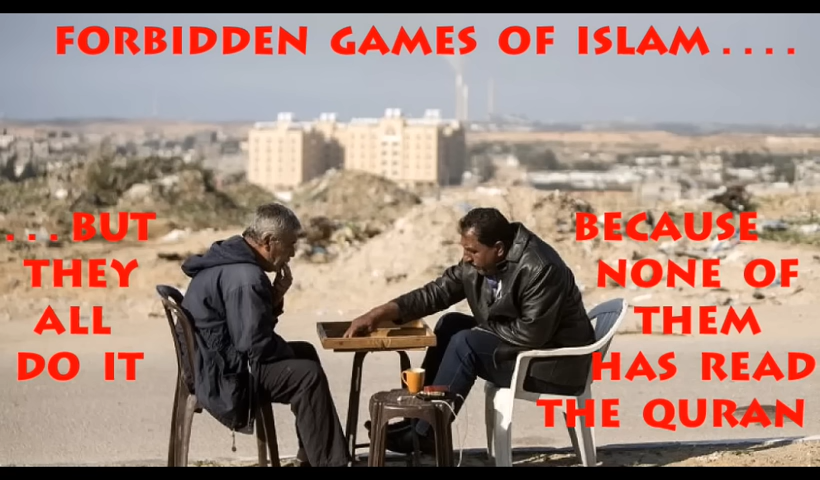 FORBIDDEN GAMES OF ISLAM....
...BUT
THEY
ALL
DO IT
BECAUSE
NONE OF
THEM
HAS READ
THE QURAN